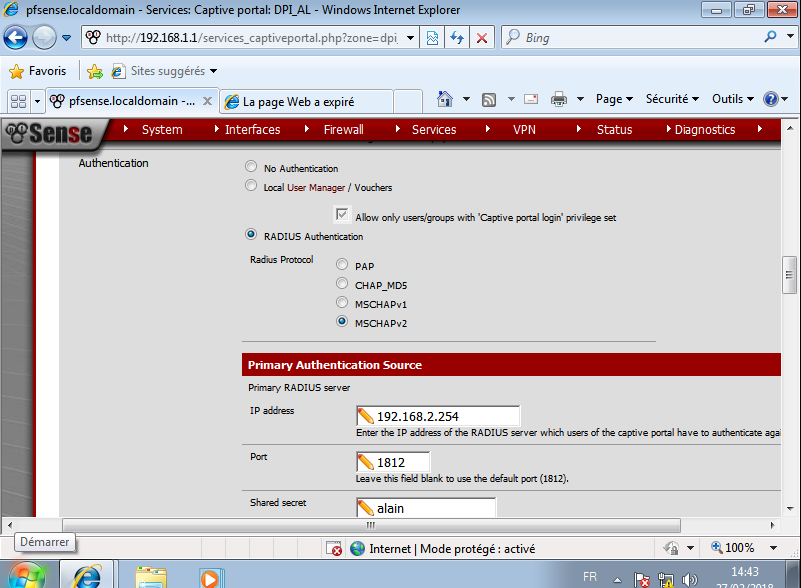 pfsense.localdomain - Services: Captive portal: DPI_AL - Windows Internet Explorer
http://192.168.1.1/services_captiveportal.php?zone=dpi_
Bing
Favoris
Sites suggérés
pfsense.localdomain -...
La page Web a expiré
Page
Sécurité
Outils
Sense
System
Interfaces
Firewall
Services
VPN
Status
Diagnostics
Authentication
No Authentication
Local User Manager / Vouchers
Allow only users/groups with 'Captive portal login' privilege set
RADIUS Authentication
Radius Protocol
PAP
CHAP_MD5
MSCHAPv1
MSCHAPv2
Primary Authentication Source
Primary RADIUS server
IP address
192.168.2.254
Enter the IP address of the RADIUS server which users of the captive portal have to authenticate agai
Port
1812
Leave this field blank to use the default port (1812).
Shared secret
alain
Démarrer
Internet | Mode protégé : activé
100%
FR
14:43
27/02/2018